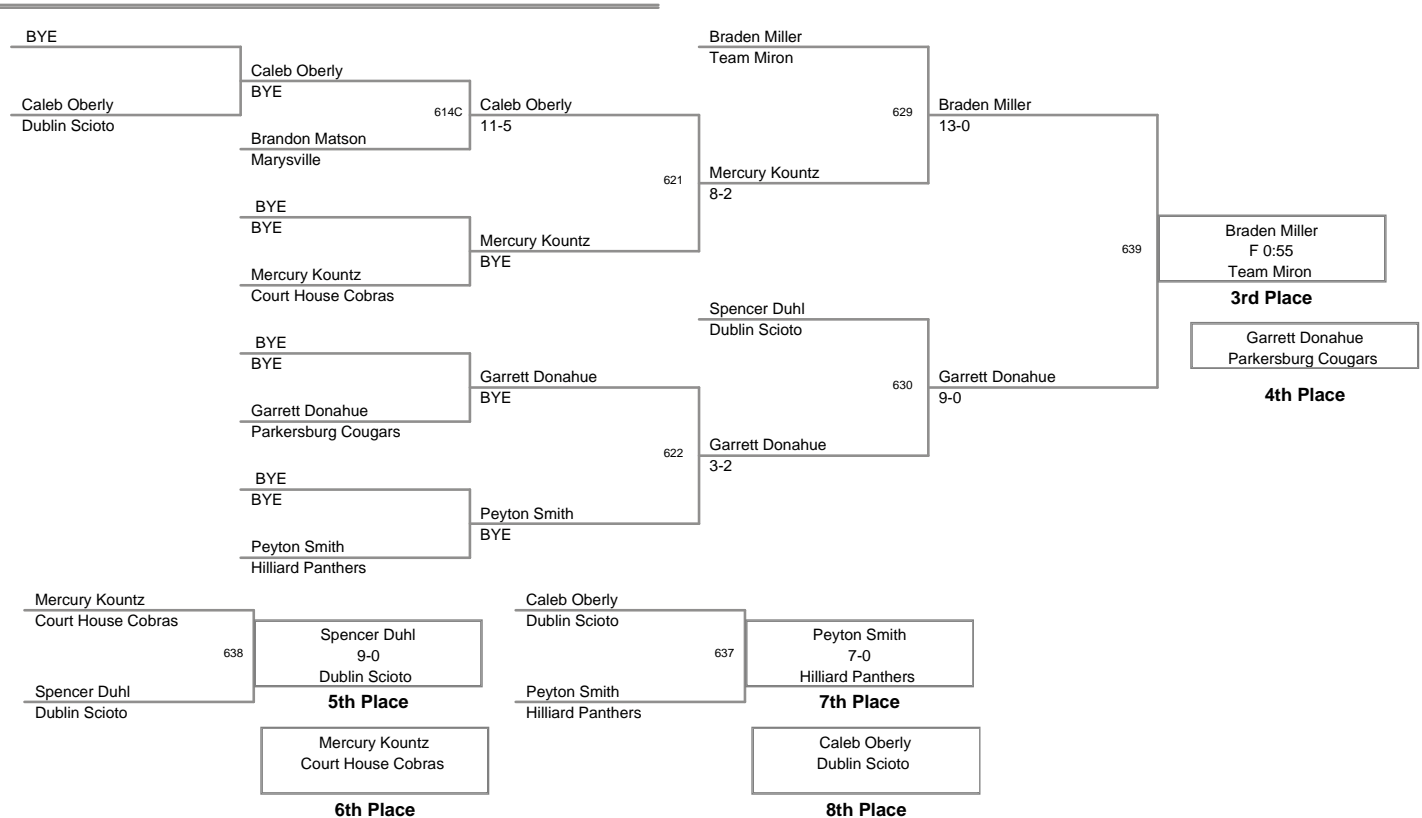 BYE
Caleb Oberly
Dublin Scioto
Caleb Oberly
BYE
614C
Brandon Matson
Marysville
BYE
BYE
Mercury Kountz
Court House Cobras
BYE
BYE
Garrett Donahue
Parkersburg Cougars
BYE
BYE
Peyton Smith
Hilliard Panthers
Caleb Oberly
11-5
621
Mercury Kountz
BYE
Garrett Donahue
BYE
622
Peyton Smith
BYE
Braden Miller
Team Miron
629
Mercury Kountz
8-2
Spencer Duhl
Dublin Scioto
630
Garrett Donahue
3-2
Braden Miller
13-0
639
Garrett Donahue
9-0
Braden Miller
F 0:55
Team Miron
3rd Place
Garrett Donahue
Parkersburg Cougars
4th Place
Mercury Kountz
Court House Cobras
638
Spencer Duhl
Dublin Scioto
Spencer Duhl
9-0
Dublin Scioto
5th Place
Mercury Kountz
Court House Cobras
6th Place
Caleb Oberly
Dublin Scioto
637
Peyton Smith
Hilliard Panthers
Peyton Smith
7-0
Hilliard Panthers
7th Place
Caleb Oberly
Dublin Scioto
8th Place